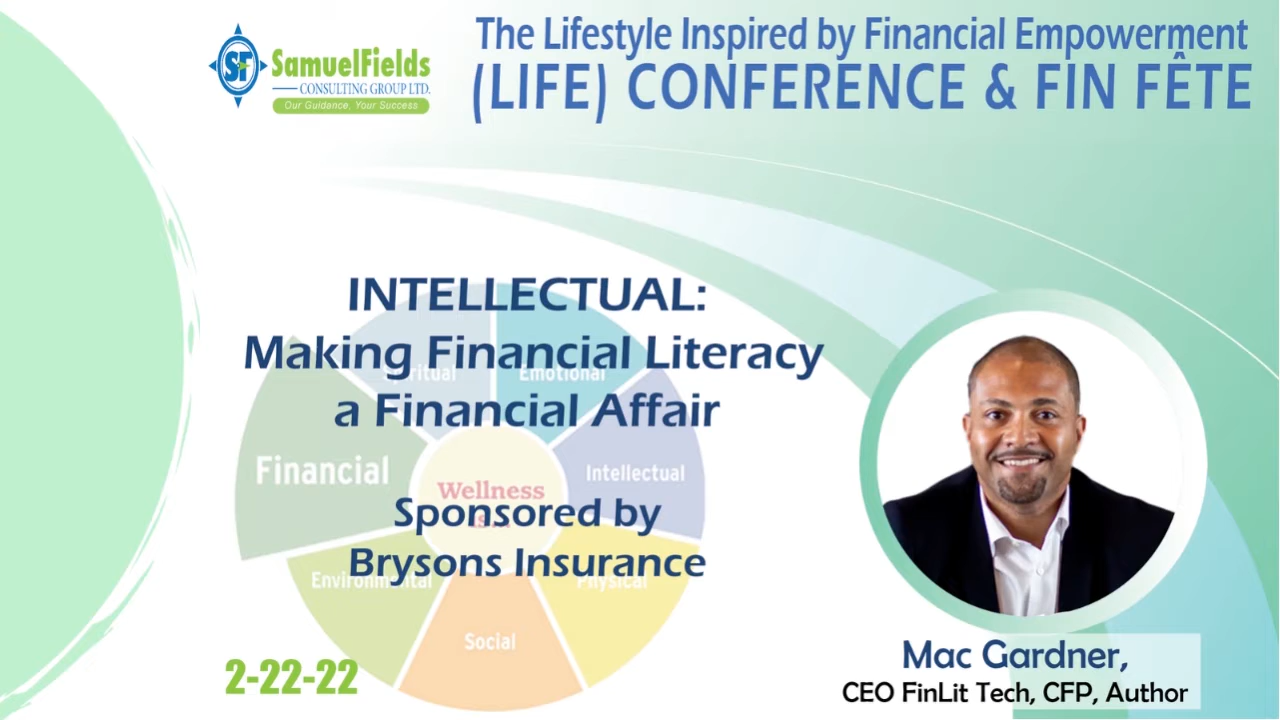 SF
SamuelFields
CONSULTING GROUP LTD.
Our Guidance, Your Success
The Lifestyle Inspired by Financial Empowerment
(LIFE) CONFERENCE & FIN FÊTE
INTELLECTUAL:
Making Financial Literacy
a Financial Affair
Sponsored by
Brysons Insurance
Spiritual
Emotional
Financial
Intellectual
Wellness
is...
Environmental
Physical
Social
2-22-22
Mac Gardner,
CEO FinLit Tech, CFP, Author